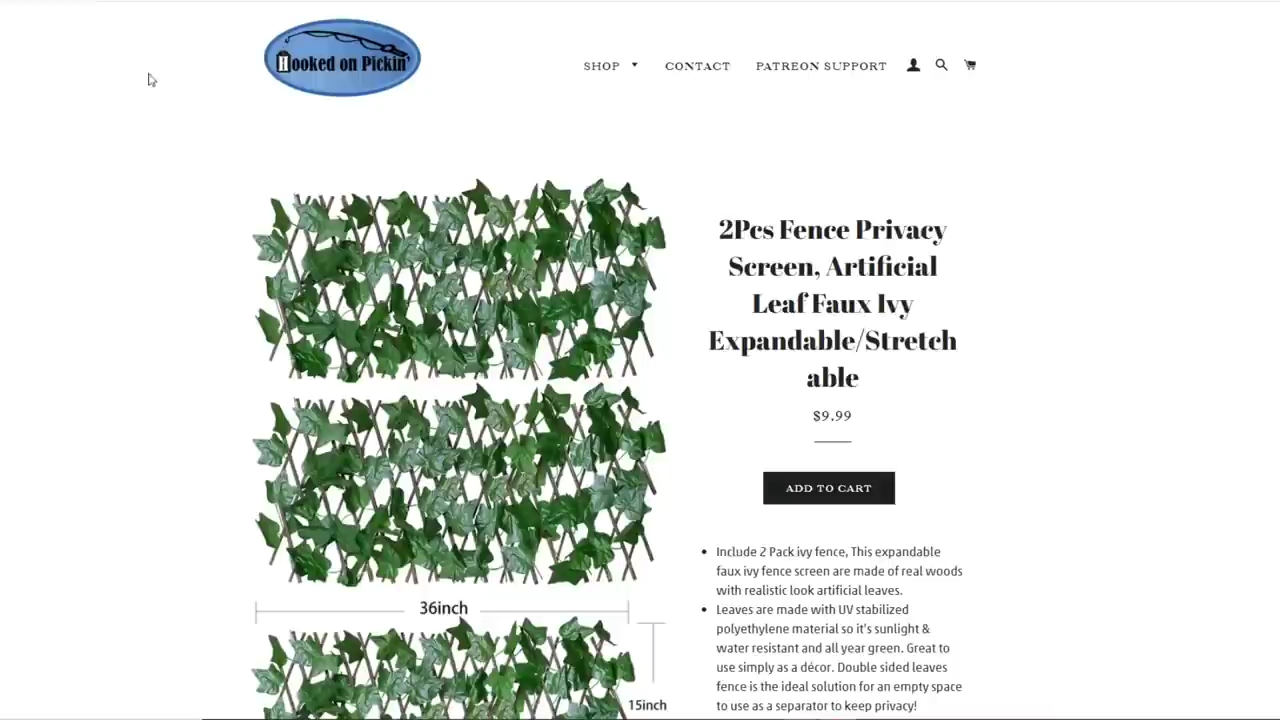 Hooked on Pickin'
SHOP
CONTACT
PATREON SUPPORT
2Pcs Fence Privacy
Screen, Artificial
Leaf Faux Ivy
Expandable/Stretch
able
$9.99
ADD TO CART
36inch
15inch
• Include 2 Pack ivy fence, This expandable
faux ivy fence screen are made of real woods
with realistic look artificial leaves.
• Leaves are made with UV stabilized
polyethylene material so it's sunlight &
water resistant and all year green. Great to
use simply as a décor. Double sided leaves
fence is the ideal solution for an empty space
to use as a separator to keep privacy!